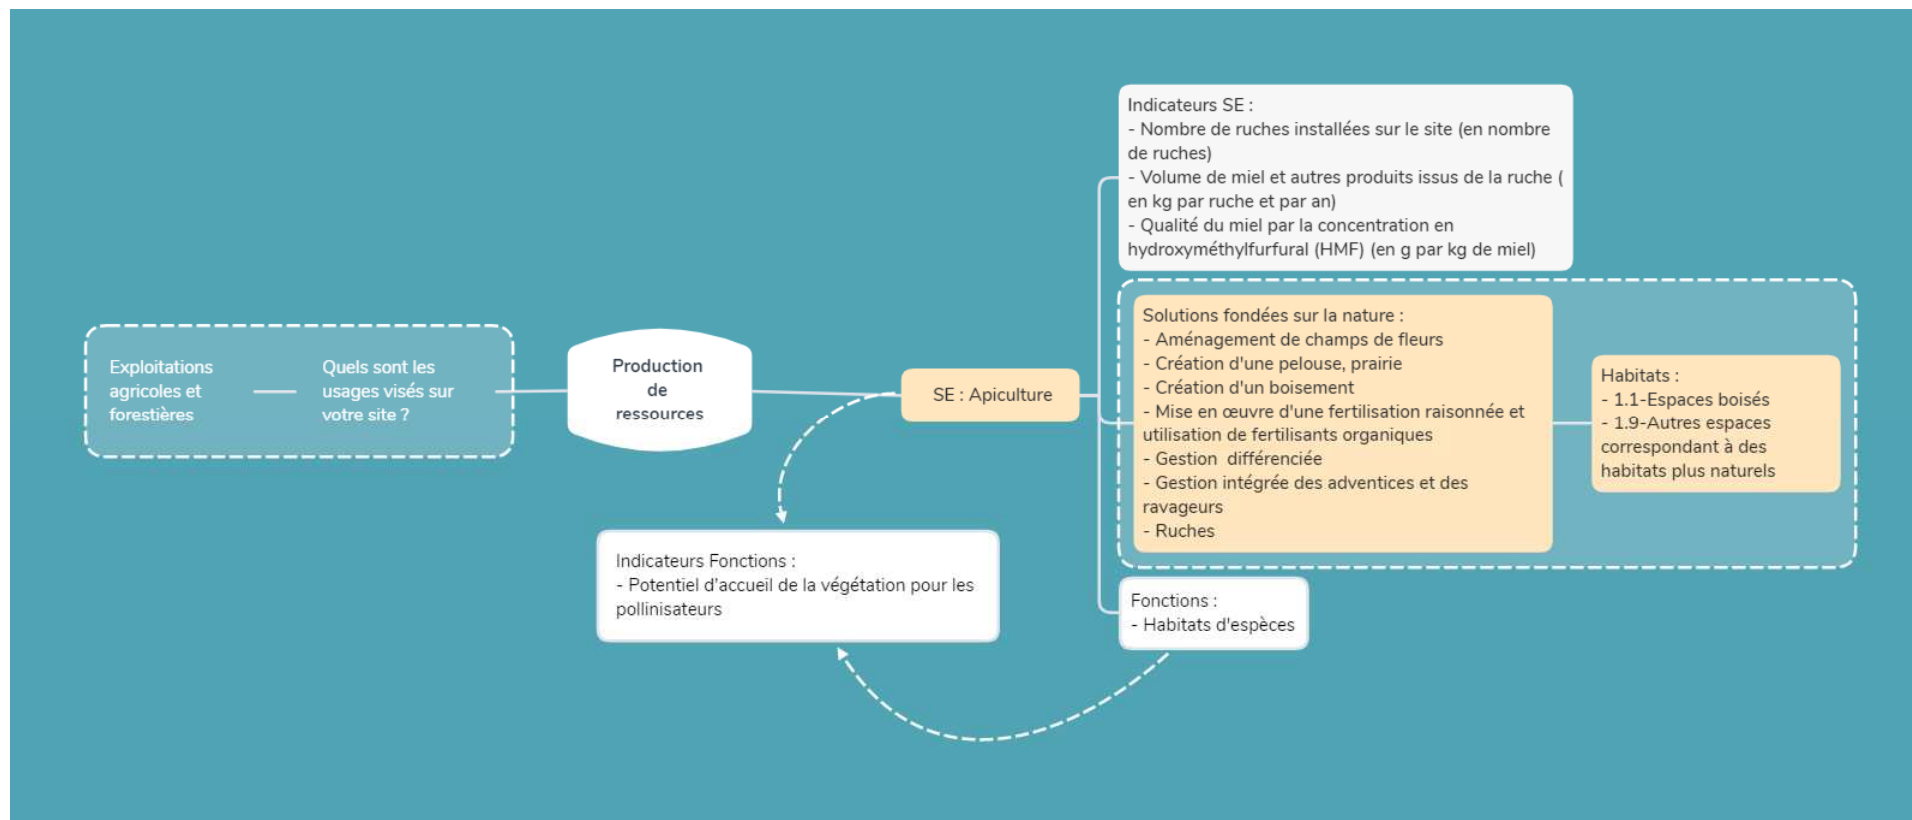 Exploitations
agricoles et
forestières
Quels sont les
usages visés sur
votre site ?
Production
de
ressources
SE : Apiculture
Indicateurs SE :
- Nombre de ruches installées sur le site (en nombre
de ruches)
- Volume de miel et autres produits issus de la ruche (
en kg par ruche et par an)
- Qualité du miel par la concentration en
hydroxyméthylfurfural (HMF) (en g par kg de miel)
Solutions fondées sur la nature :
- Aménagement de champs de fleurs
- Création d'une pelouse, prairie
- Création d'un boisement
- Mise en œuvre d'une fertilisation raisonnée et
utilisation de fertilisants organiques
- Gestion  différenciée
- Gestion intégrée des adventices et des
ravageurs
- Ruches
Habitats :
- 1.1-Espaces boisés
- 1.9-Autres espaces
correspondant à des
habitats plus naturels
Indicateurs Fonctions :
- Potentiel d'accueil de la végétation pour les
pollinisateurs
Fonctions :
- Habitats d'espèces